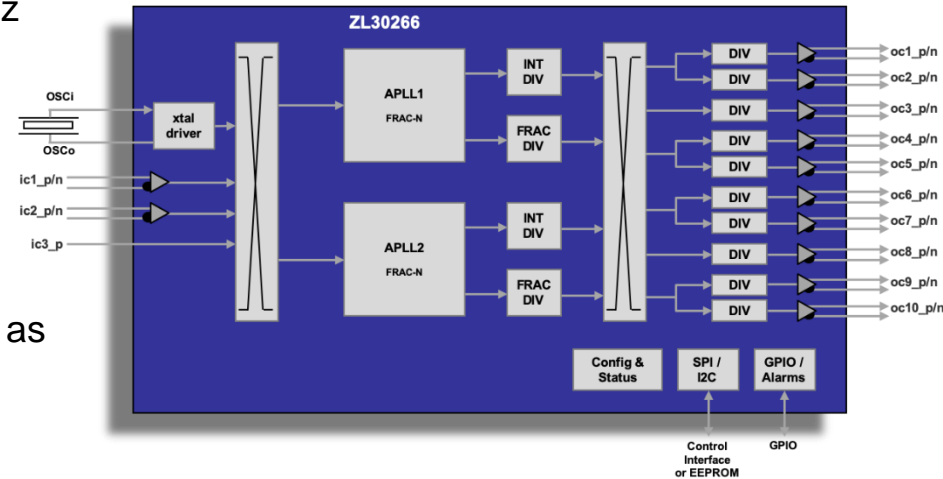 z
ZL30266
OSCi
xtal
driver
OSCo
ic1_p/n
ic2_p/n
ic3_p
as
APLL1
FRAC-N
INT
DIV
FRAC
DIV
APLL2
FRAC-N
INT
DIV
FRAC
DIV
DIV
DIV
DIV
DIV
DIV
DIV
DIV
DIV
DIV
DIV
oc1_p/n
oc2_p/n
oc3_p/n
oc4_p/n
oc5_p/n
oc6_p/n
oc7_p/n
oc8_p/n
oc9_p/n
oc10_p/n
Config &
Status
SPI /
I2C
GPIO /
Alarms
Control
Interface
or EEPROM
GPIO